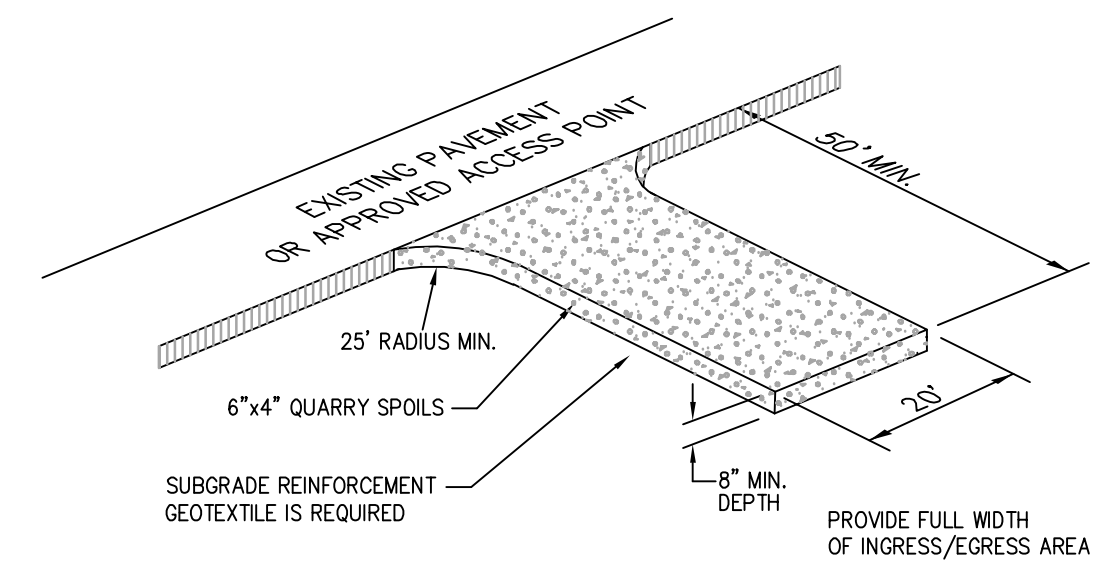 EXISTING PAVEMENT
OR APPROVED ACCESS POINT
50' MIN.
25' RADIUS MIN.
6"x4" QUARRY SPOILS
20'
SUBGRADE REINFORCEMENT
GEOTEXTILE IS REQUIRED
8" MIN.
DEPTH
PROVIDE FULL WIDTH
OF INGRESS/EGRESS AREA